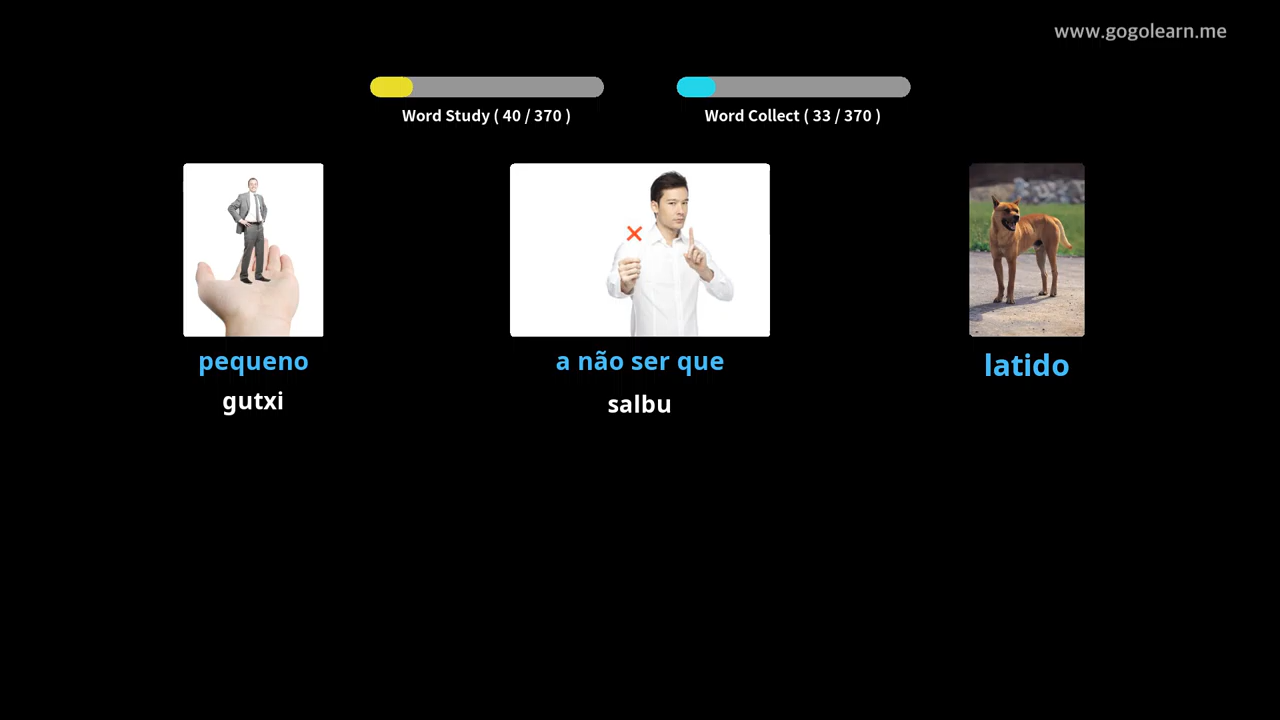 www.gogolearn.me
Word Study ( 40 / 370 )
Word Collect ( 33 / 370 )
pequeno
gutxi
a não ser que
salbu
latido